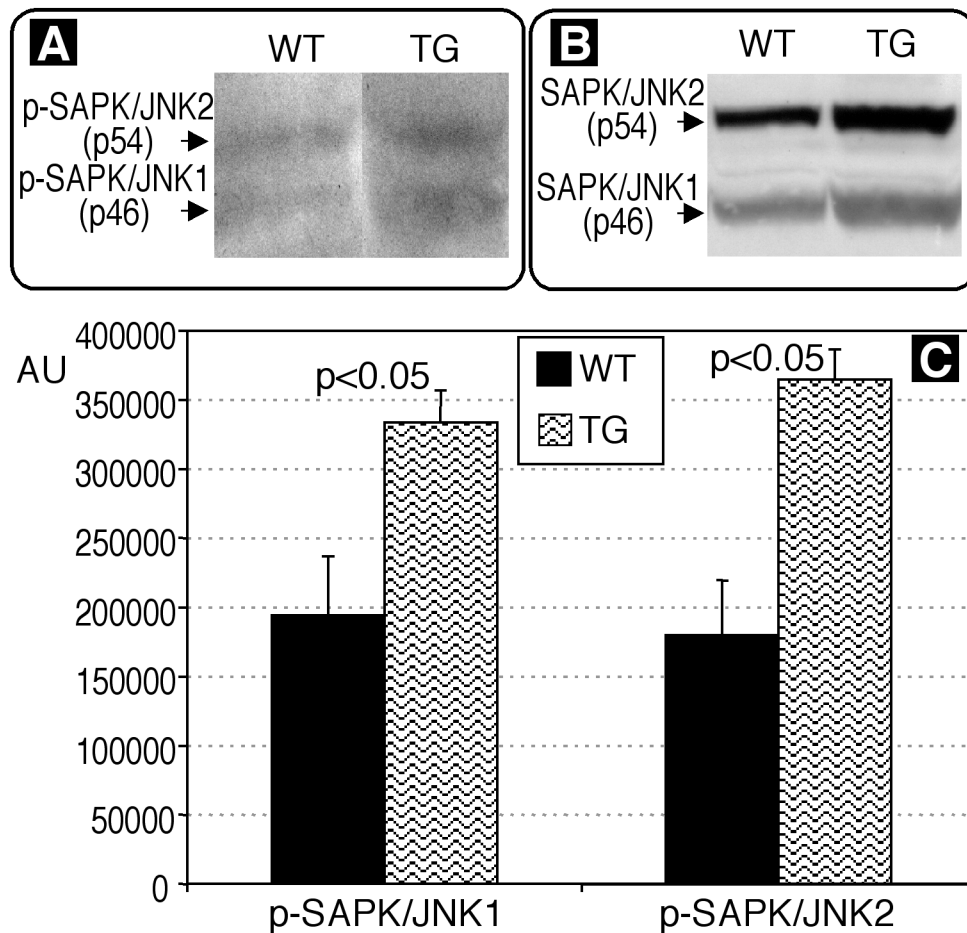 A
WT TG
p-SAPK/JNK2
(p54)
p-SAPK/JNK1
(p46)
B
WT TG
SAPK/JNK2
(p54)
SAPK/JNK1
(p46)
C
AU
400000
350000
300000
250000
200000
150000
100000
50000
0
p<0.05
p<0.05
WT
TG
p-SAPK/JNK1 p-SAPK/JNK2